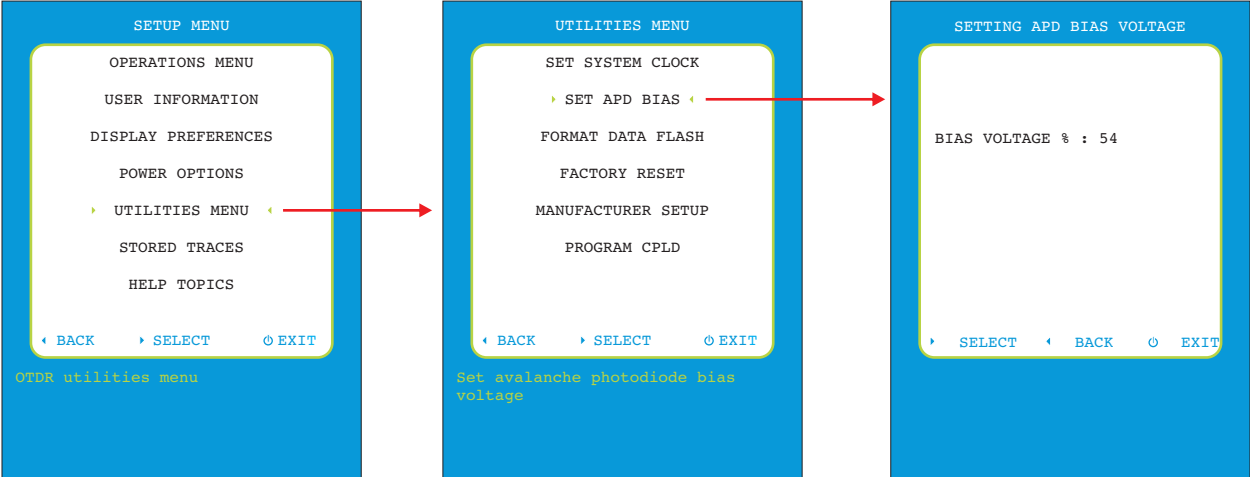 SETUP MENU
OPERATIONS MENU
USER INFORMATION
DISPLAY PREFERENCES
POWER OPTIONS
UTILITIES MENU
STORED TRACES
HELP TOPICS
BACK SELECT EXIT
OTDR utilities menu
UTILITIES MENU
SET SYSTEM CLOCK
SET APD BIAS
FORMAT DATA FLASH
FACTORY RESET
MANUFACTURER SETUP
PROGRAM CPLD
BACK SELECT EXIT
Set avalanche photodiode bias
voltage
SETTING APD BIAS VOLTAGE
BIAS VOLTAGE % : 54
SELECT BACK EXIT